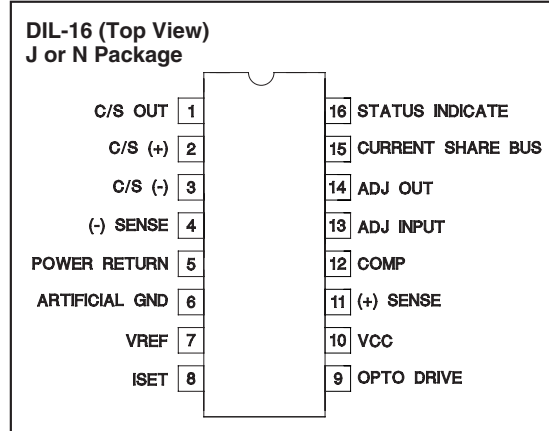 DIL-16 (Top View)
J or N Package
C/S OUT 1
C/S (+) 2
C/S (-) 3
(-) SENSE 4
POWER RETURN 5
ARTIFICIAL GND 6
VREF 7
ISET 8
16 STATUS INDICATE
15 CURRENT SHARE BUS
14 ADJ OUT
13 ADJ INPUT
12 COMP
11 (+) SENSE
10 VCC
9 OPTO DRIVE